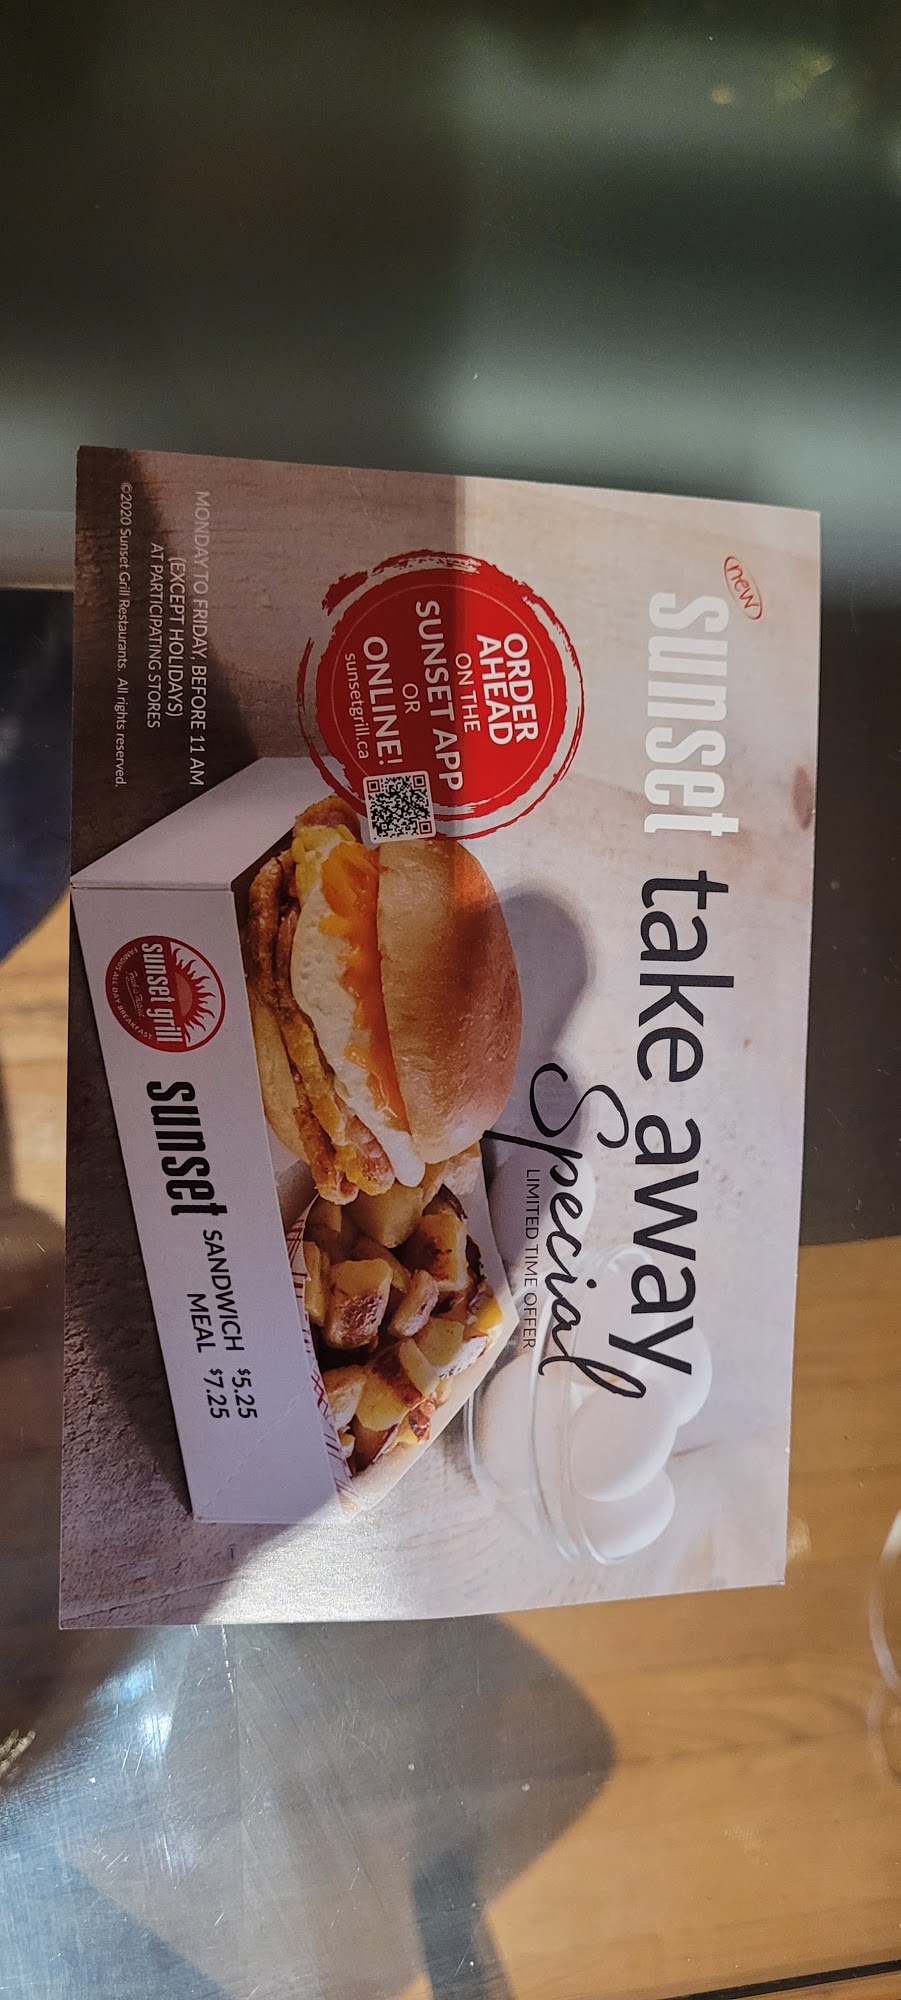 new
sunset take away
Special
LIMITED TIME OFFER
ORDER
AHEAD
ON THE
SUNSET APP
OR
ONLINE!
sunsetgrill.ca
sunset grill
FAMOUS ALL DAY BREAKFAST
sunset
SANDWICH $5.25
MEAL $7.25
MONDAY TO FRIDAY, BEFORE 11 AM
(EXCEPT HOLIDAYS)
AT PARTICIPATING STORES
©2020 Sunset Grill Restaurants. All rights reserved.